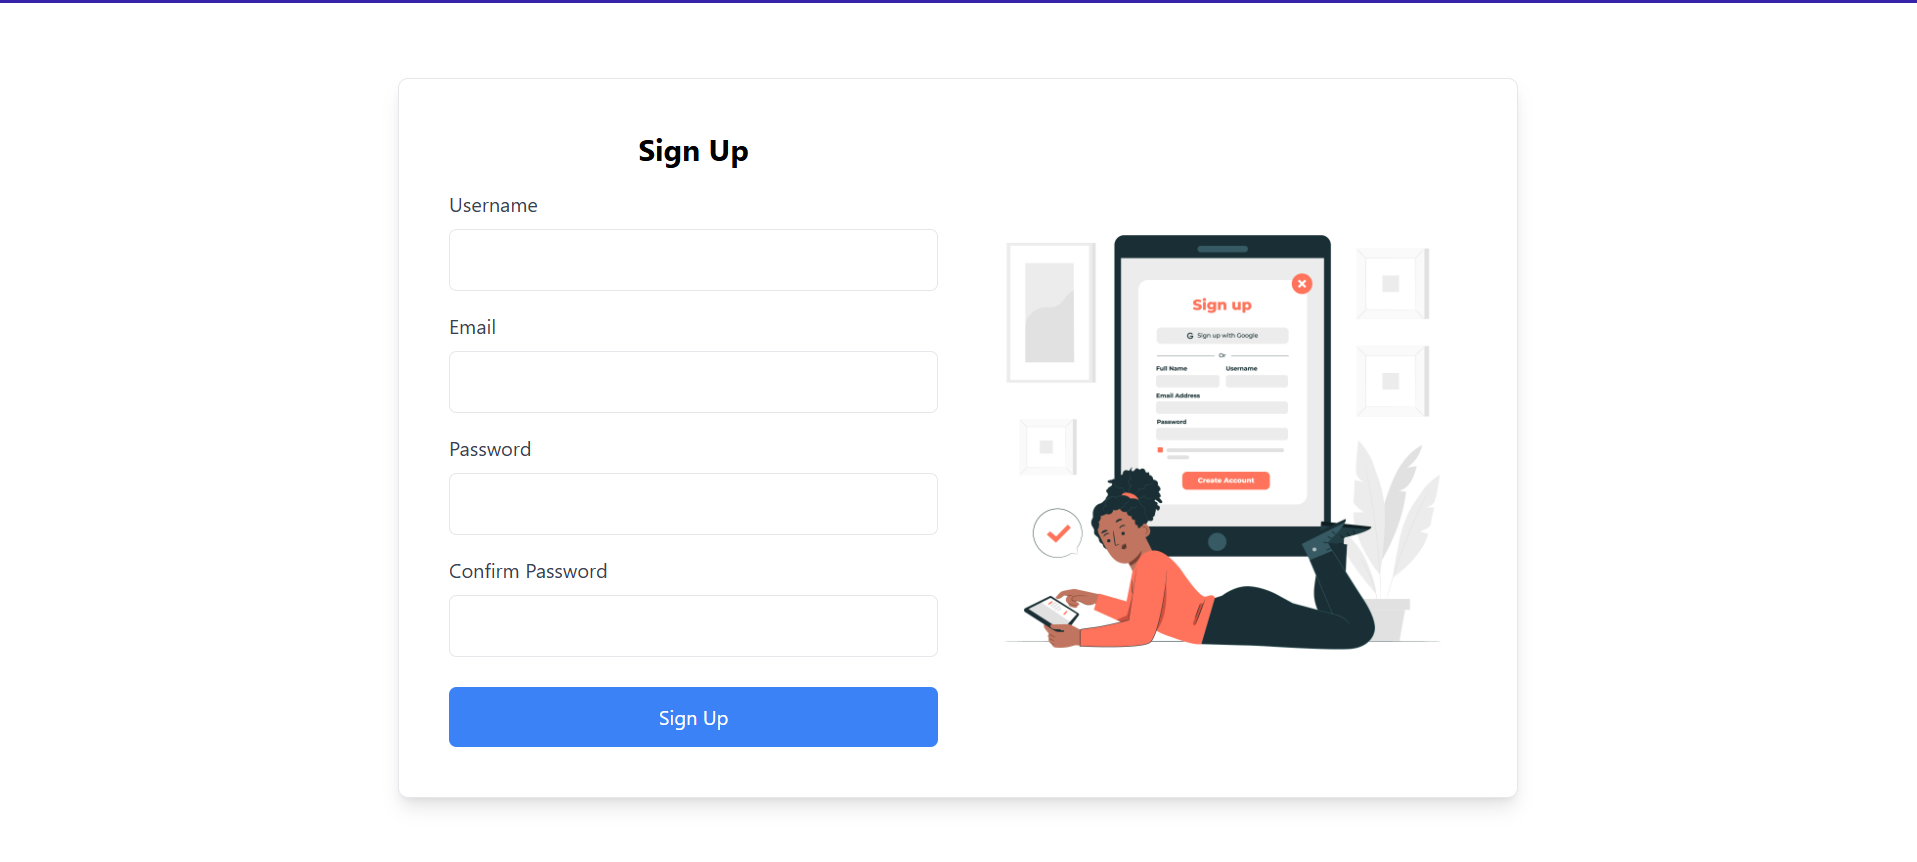 Sign Up
Username
Email
Password
Confirm Password
Sign Up
Sign up
G Sign up with Google
Or
Full Name Username
Email Address
Password
Create Account